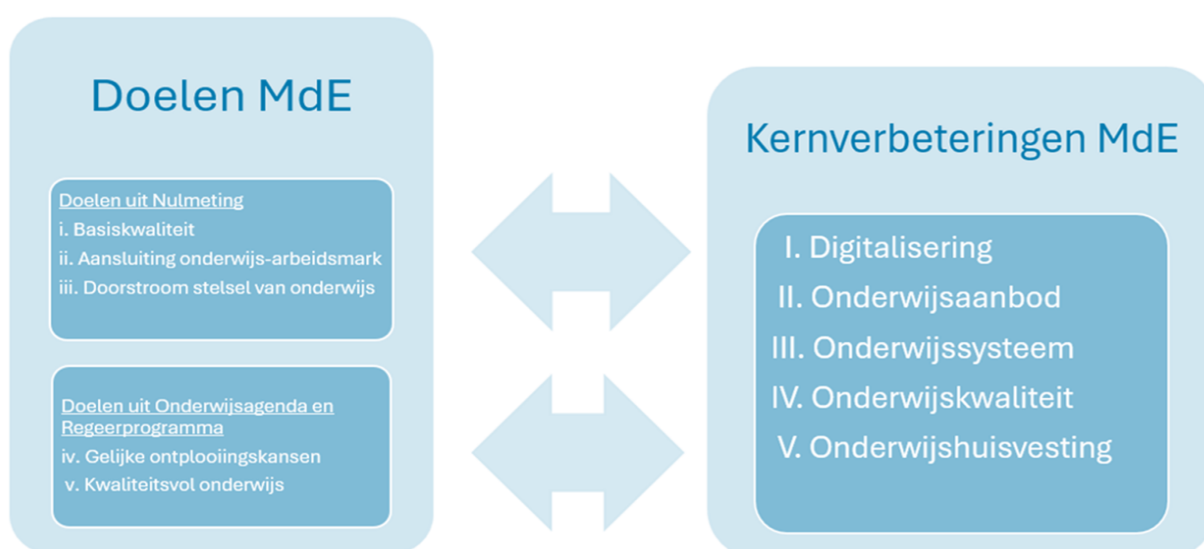 Doelen MdE
Doelen uit Nulmeting
i. Basiskwaliteit
ii. Aansluiting onderwijs-arbeidsmark
iii. Doorstroom stelsel van onderwijs
Doelen uit Onderwijsagenda en
Regeerprogramma
iv. Gelijke ontplooiingskansen
v. Kwaliteitsvol onderwijs
Kernverbeteringen MdE
I. Digitalisering
II. Onderwijsaanbod
III. Onderwijssysteem
IV. Onderwijskwaliteit
V. Onderwijshuisvesting